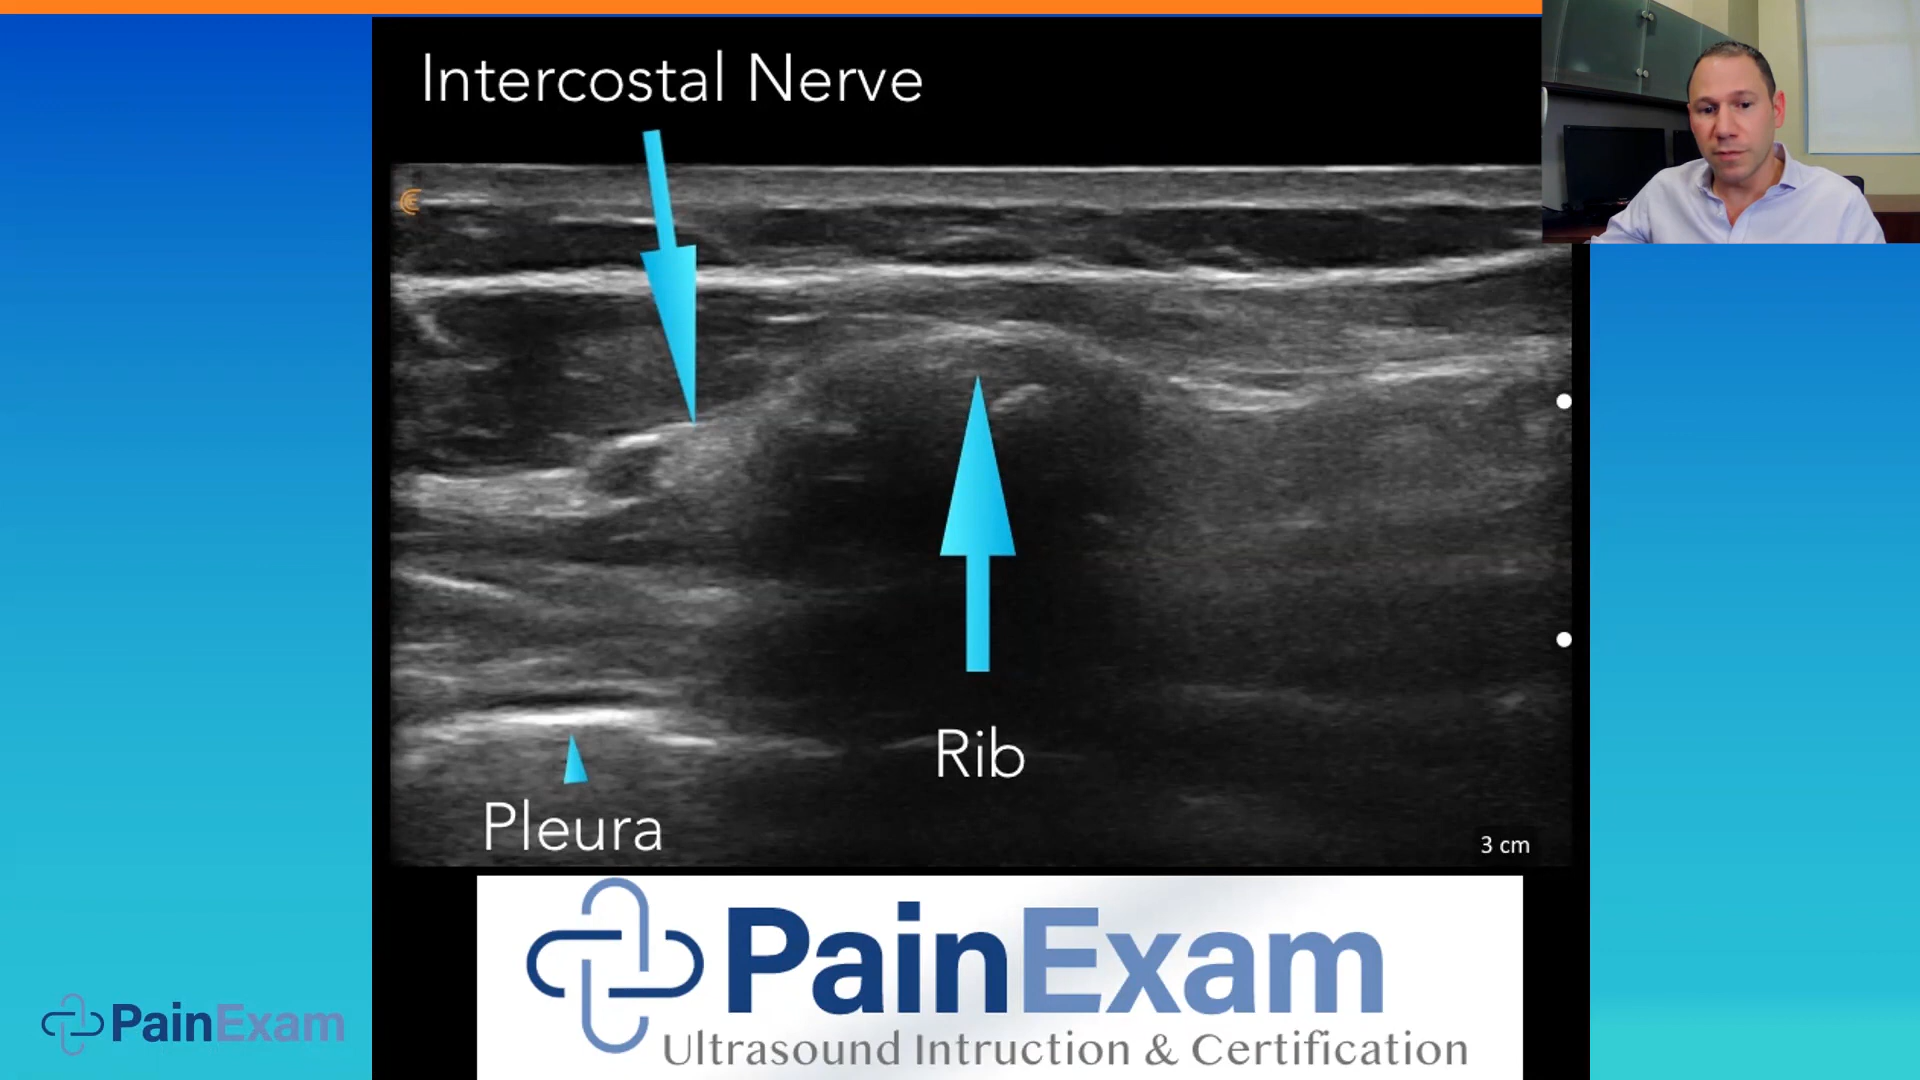 Intercostal Nerve
Rib
Pleura
3 cm
PainExam
Ultrasound Intruction & Certification
PainExam